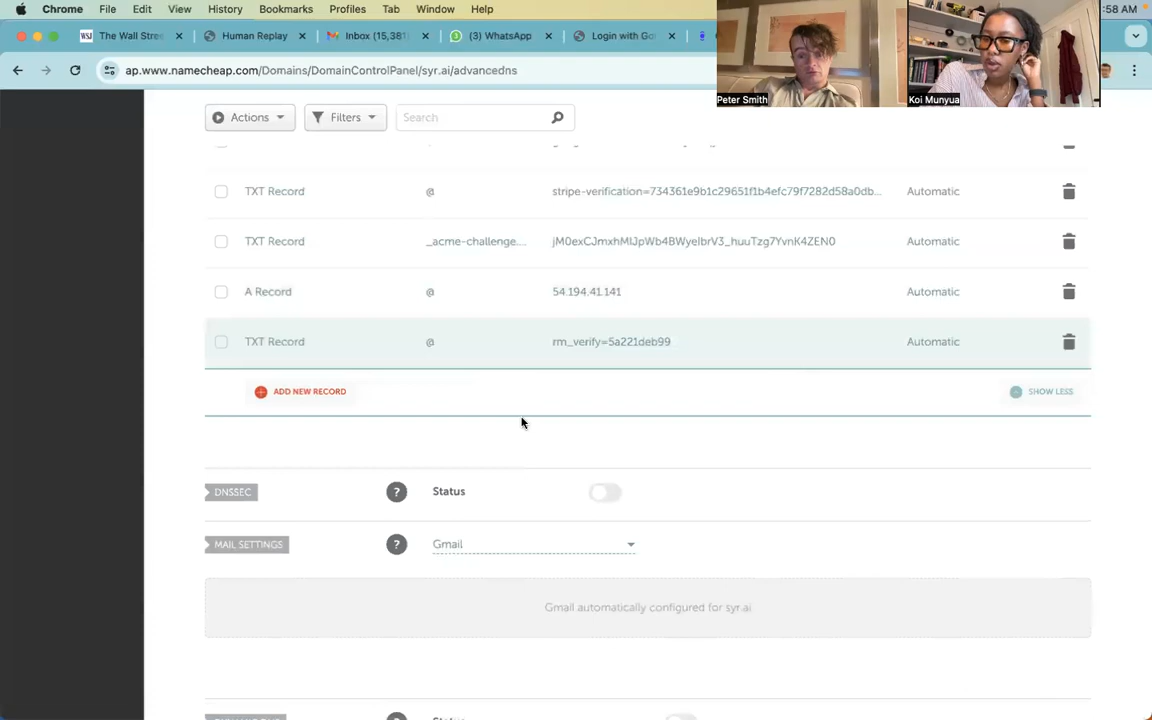 Chrome File Edit View History Bookmarks Profiles Tab Window Help
:58 AM
WSJ The Wall Stre
Human Replay
Inbox (15,381
(3) WhatsApp
Login with Go
ap.www.namecheap.com/Domains/DomainControlPanel/syr.ai/advancedns
Peter Smith
Koi Munyua
Actions
Filters
Search
TXT Record @ stripe-verification=734361e9b1c29651f1b4efc79f7282d58a0db... Automatic
TXT Record _acme-challenge.... Automatic
A Record @ 54.194.41.141 Automatic
TXT Record @ rm_verify=5a221deb99 Automatic
ADD NEW RECORD
SHOW LESS
DNSSEC ? Status
MAIL SETTINGS ? Gmail
Gmail automatically configured for syr.ai